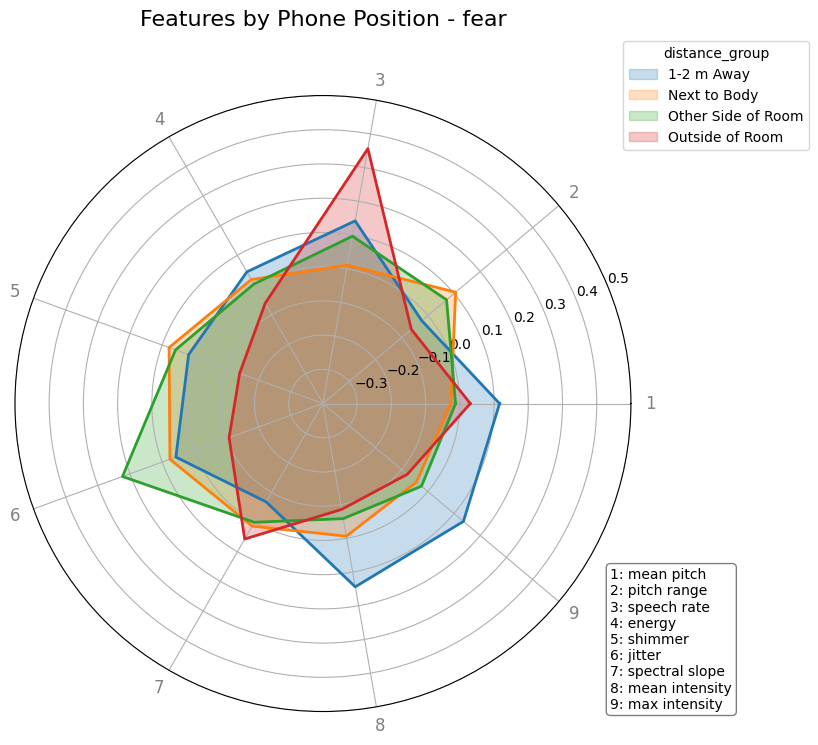 Features by Phone Position - fear
distance_group
1-2 m Away
Next to Body
Other Side of Room
Outside of Room
3
4
2
5
0.5
0.4
0.3
0.2
0.1
0.0
−0.1
−0.2
−0.3
1
6
9
7
8
1: mean pitch
2: pitch range
3: speech rate
4: energy
5: shimmer
6: jitter
7: spectral slope
8: mean intensity
9: max intensity